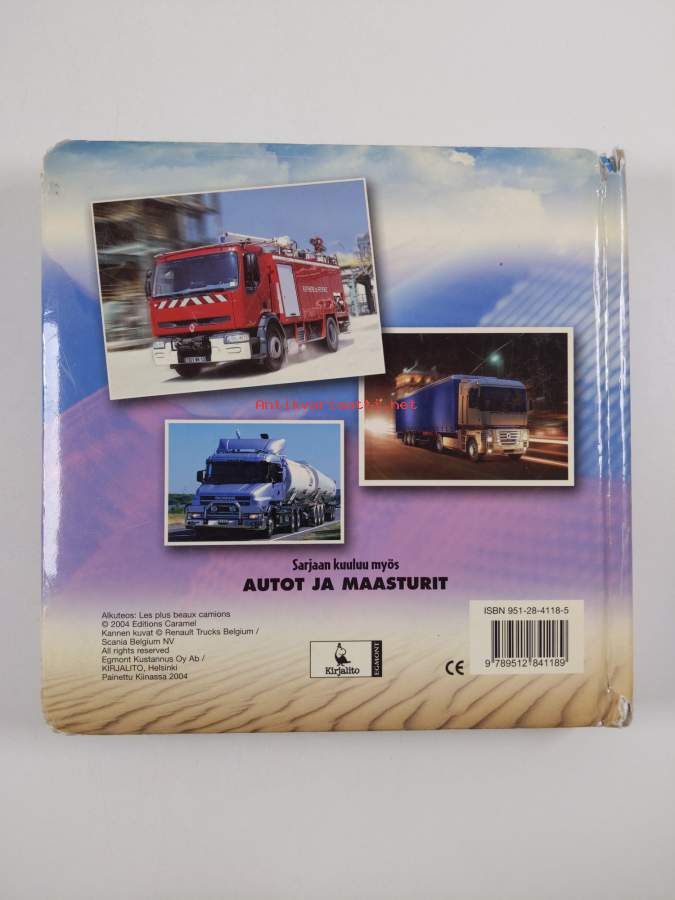 Antikvariaatti.net
SCANIA
Sarjaan kuuluu myös
AUTOT JA MAASTURIT
Alkuteos: Les plus beaux camions
© 2004 Editions Caramel
Kannen kuvat © Renault Trucks Belgium /
Scania Belgium NV
All rights reserved
Egmont Kustannus Oy Ab /
KIRJALITO, Helsinki
Painettu Kiinassa 2004
Kirjalito
EGMONT
CE
ISBN 951-28-4118-5
9 789512 841189